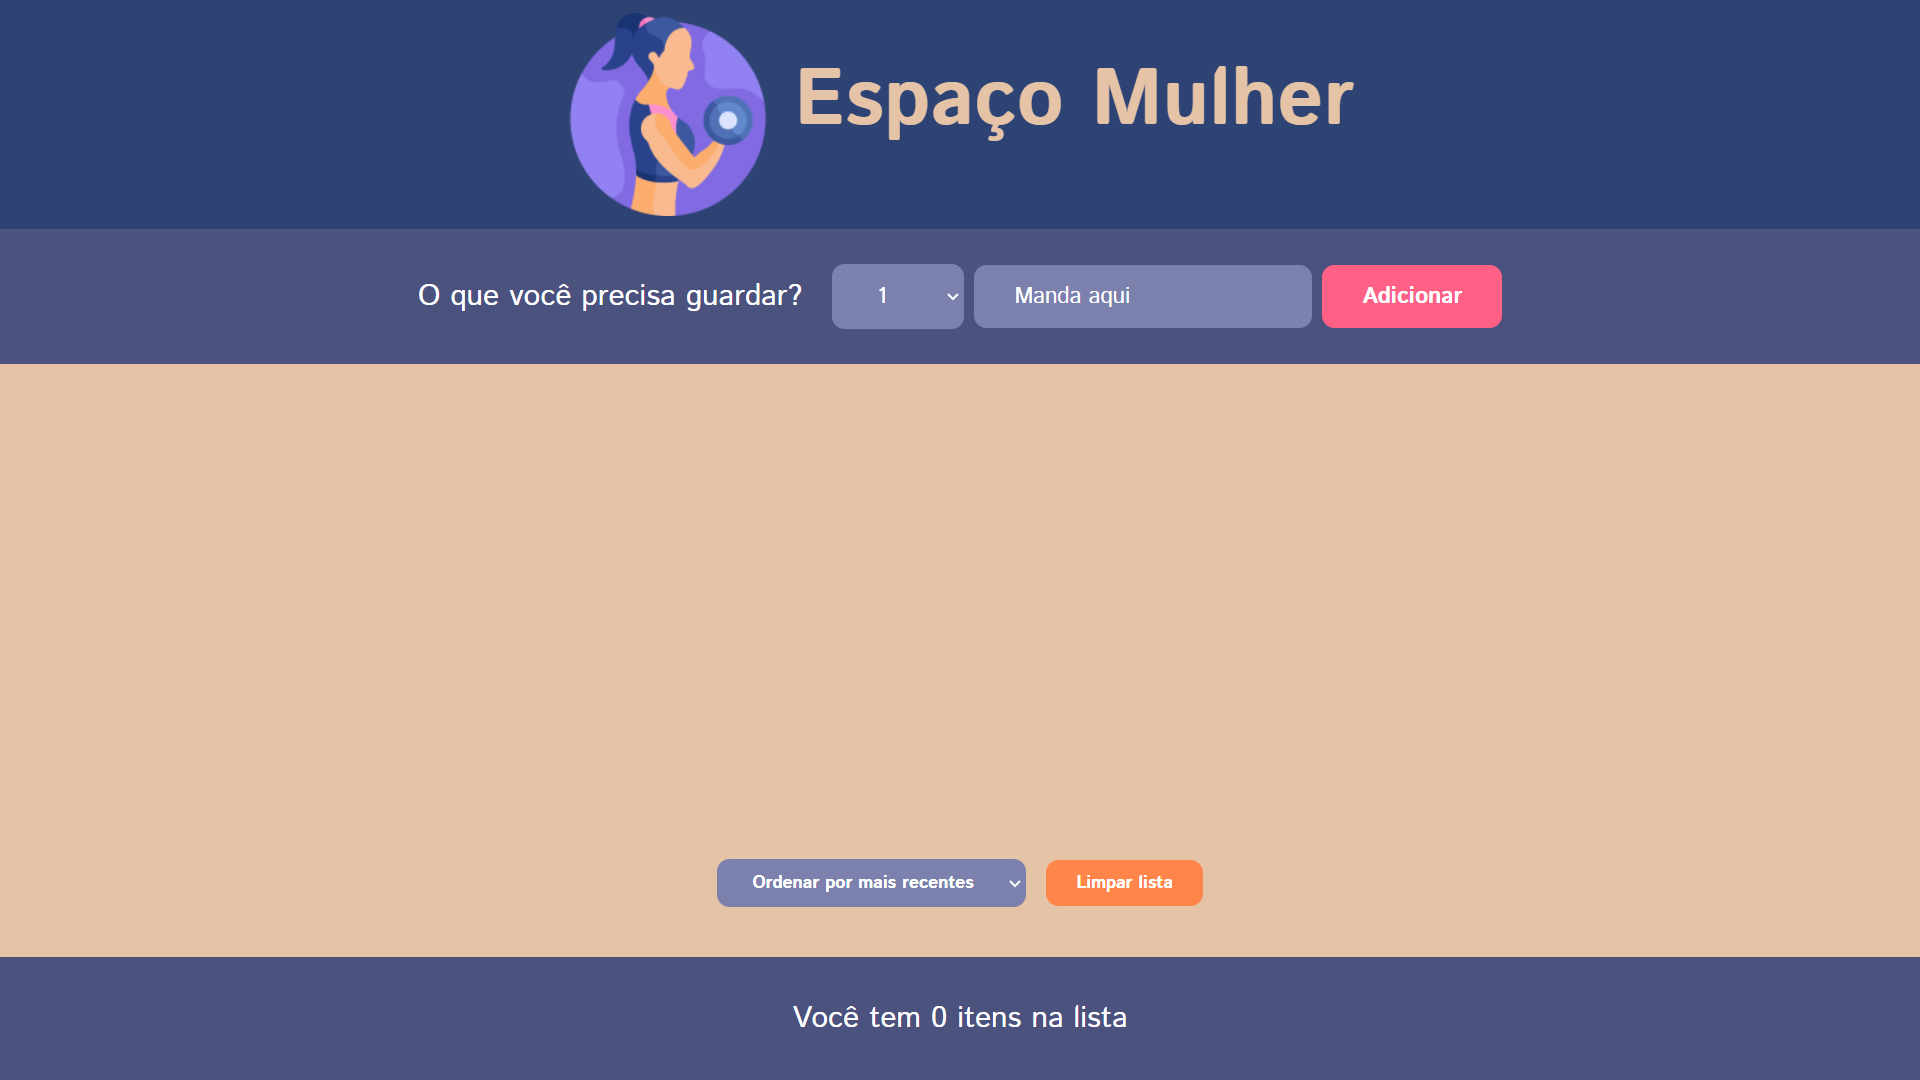 Espaço Mulher
O que você precisa guardar? 1 Manda aqui Adicionar
Ordenar por mais recentes Limpar lista
Você tem 0 itens na lista